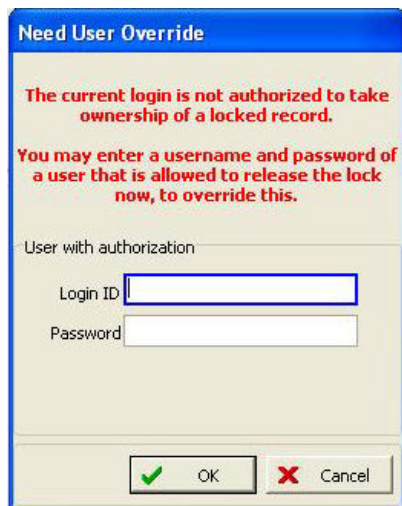 Need User Override
The current login is not authorized to take
ownership of a locked record.
You may enter a username and password of
a user that is allowed to release the lock
now, to override this.
User with authorization
Login ID
Password
OK
Cancel